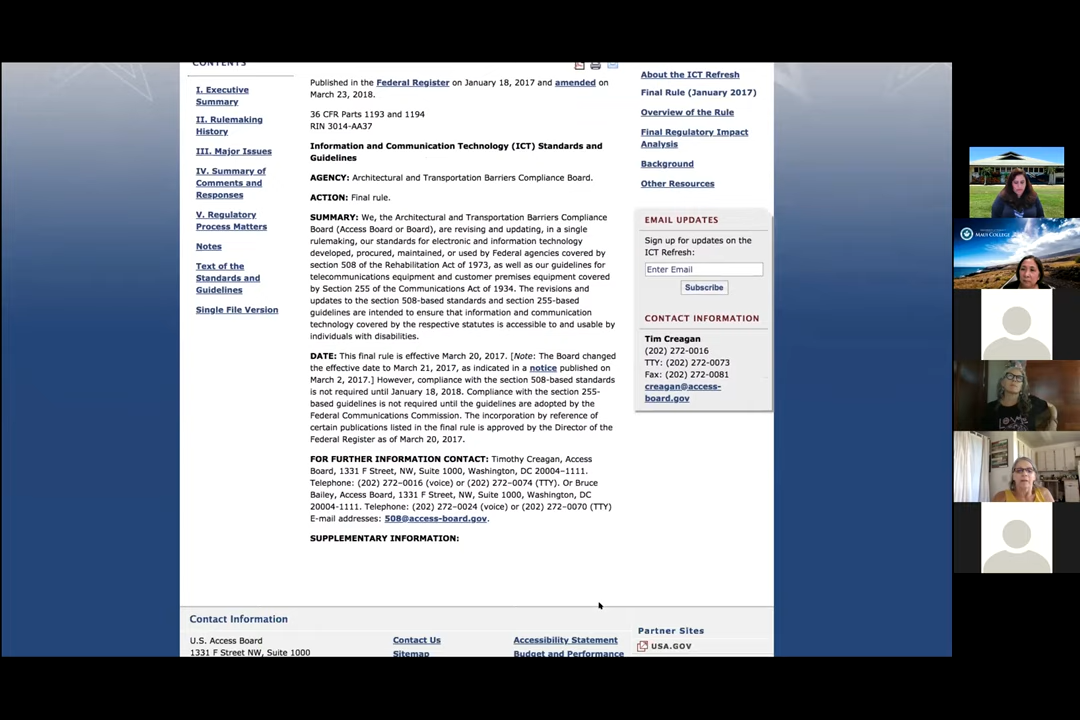 CONTENTS
I. Executive
Summary
II. Rulemaking
History
III. Major Issues
IV. Summary of
Comments and
Responses
V. Regulatory
Process Matters
Notes
Text of the
Standards and
Guidelines
Single File Version
Published in the Federal Register on January 18, 2017 and amended on
March 23, 2018.
36 CFR Parts 1193 and 1194
RIN 3014-AA37
Information and Communication Technology (ICT) Standards and
Guidelines
AGENCY: Architectural and Transportation Barriers Compliance Board.
ACTION: Final rule.
SUMMARY: We, the Architectural and Transportation Barriers Compliance
Board (Access Board or Board), are revising and updating, in a single
rulemaking, our standards for electronic and information technology
developed, procured, maintained, or used by Federal agencies covered by
section 508 of the Rehabilitation Act of 1973, as well as our guidelines for
telecommunications equipment and customer premises equipment covered
by Section 255 of the Communications Act of 1934. The revisions and
updates to the section 508-based standards and section 255-based
guidelines are intended to ensure that information and communication
technology covered by the respective statutes is accessible to and usable by
individuals with disabilities.
DATE: This final rule is effective March 20, 2017. [Note: The Board changed
the effective date to March 21, 2017, as indicated in a notice published on
March 2, 2017.] However, compliance with the section 508-based standards
is not required until January 18, 2018. Compliance with the section 255-
based guidelines is not required until the guidelines are adopted by the
Federal Communications Commission. The incorporation by reference of
certain publications listed in the final rule is approved by the Director of the
Federal Register as of March 20, 2017.
FOR FURTHER INFORMATION CONTACT: Timothy Creagan, Access
Board, 1331 F Street, NW, Suite 1000, Washington, DC 20004–1111.
Telephone: (202) 272–0016 (voice) or (202) 272–0074 (TTY). Or Bruce
Bailey, Access Board, 1331 F Street, NW, Suite 1000, Washington, DC
20004-1111. Telephone: (202) 272–0024 (voice) or (202) 272–0070 (TTY)
E-mail addresses: 508@access-board.gov.
SUPPLEMENTARY INFORMATION:
About the ICT Refresh
Final Rule (January 2017)
Overview of the Rule
Final Regulatory Impact
Analysis
Background
Other Resources
EMAIL UPDATES
Sign up for updates on the
ICT Refresh:
Enter Email
Subscribe
CONTACT INFORMATION
Tim Creagan
(202) 272-0016
TTY: (202) 272-0073
Fax: (202) 272-0081
creagan@access-
board.gov
Contact Information
U.S. Access Board
1331 F Street NW, Suite 1000
Contact Us
Sitemap
Accessibility Statement
Budget and Performance
Partner Sites
USA.GOV
MAUI COLLEGE